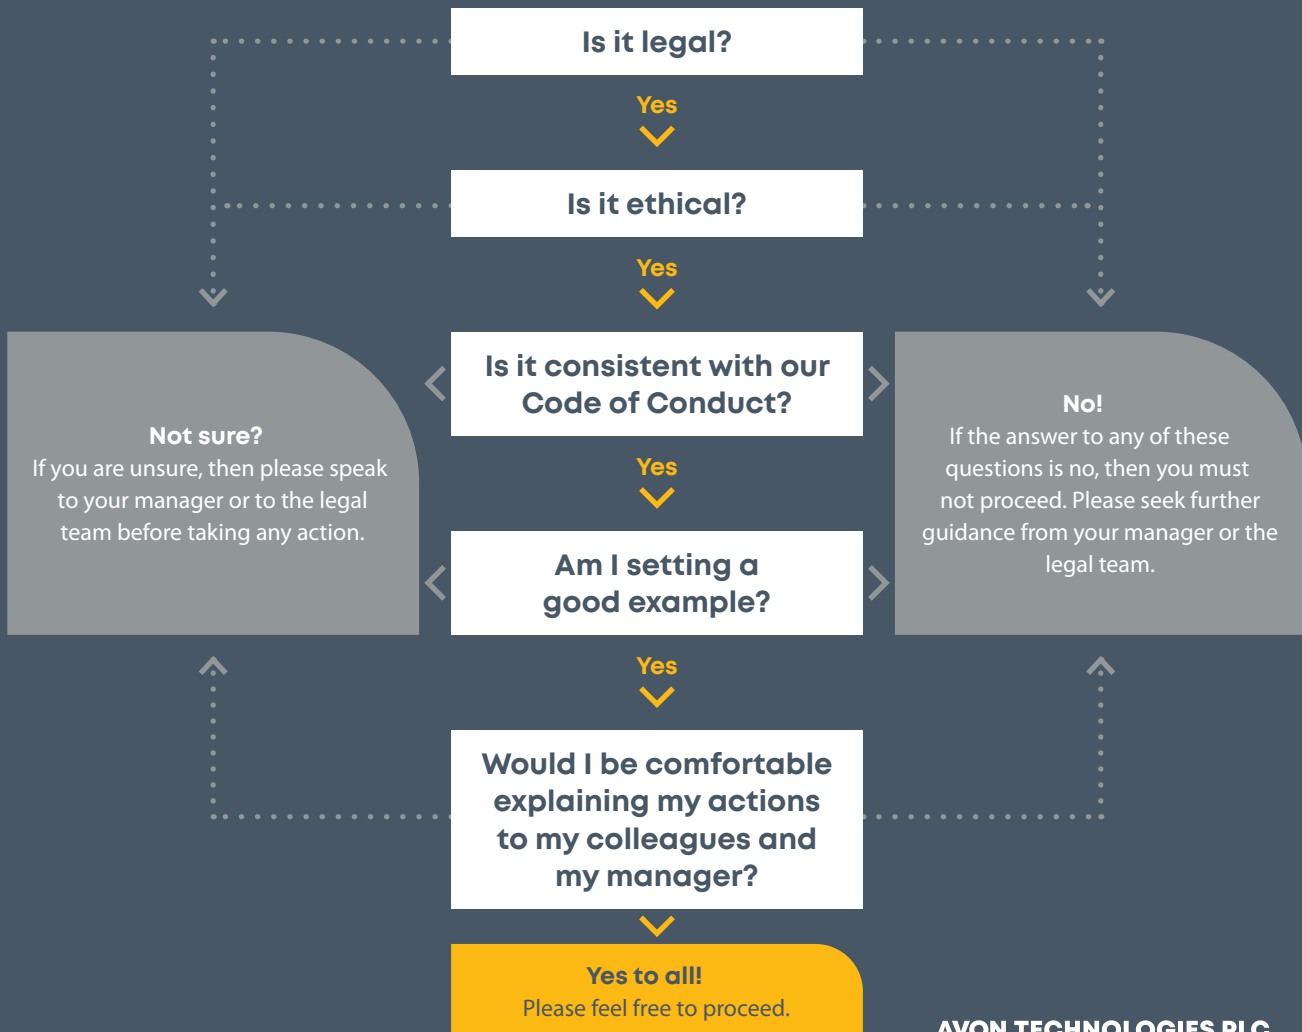 Is it legal?
Yes
Is it ethical?
Yes
Is it consistent with our
Code of Conduct?
Not sure?
If you are unsure, then please speak
to your manager or to the legal
team before taking any action.
No!
If the answer to any of these
questions is no, then you must
not proceed. Please seek further
guidance from your manager or the
legal team.
Yes
Am I setting a
good example?
Yes
Would I be comfortable
explaining my actions
to my colleagues and
my manager?
Yes to all!
Please feel free to proceed.
AVON TECHNOLOGIES PLC